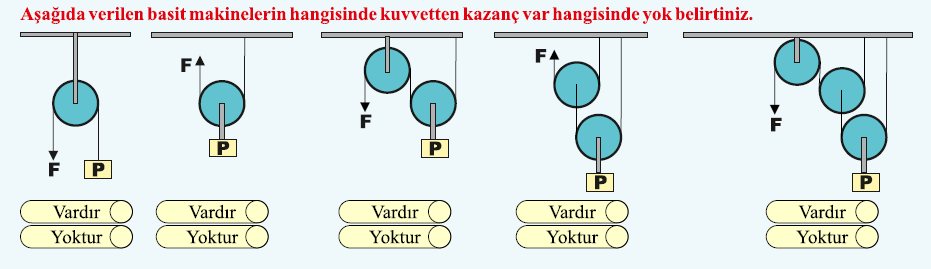 Aşağıda verilen basit makinelerin hangisinde kuvvetten kazanç var hangisinde yok belirtiniz.
F P
F P
F P
F P
F P
Vardır Vardır Vardır Vardır Vardır
Yoktur Yoktur Yoktur Yoktur Yoktur